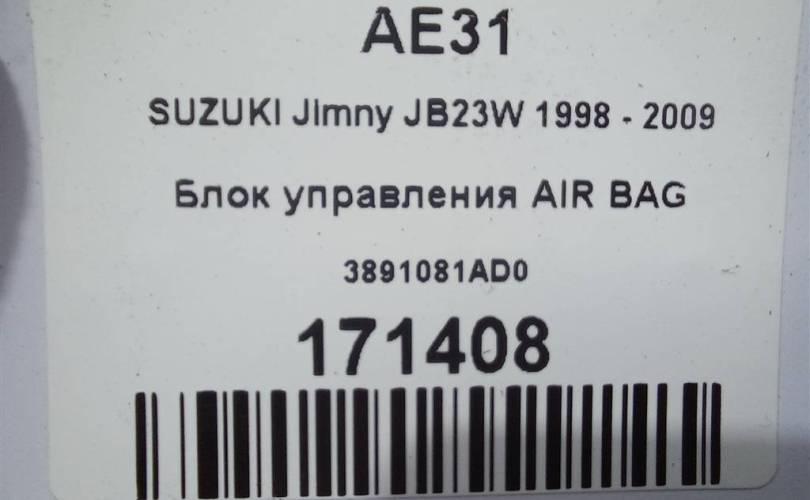 AE31
SUZUKI Jimny JB23W 1998 - 2009
Блок управления AIR BAG
3891081AD0
171408